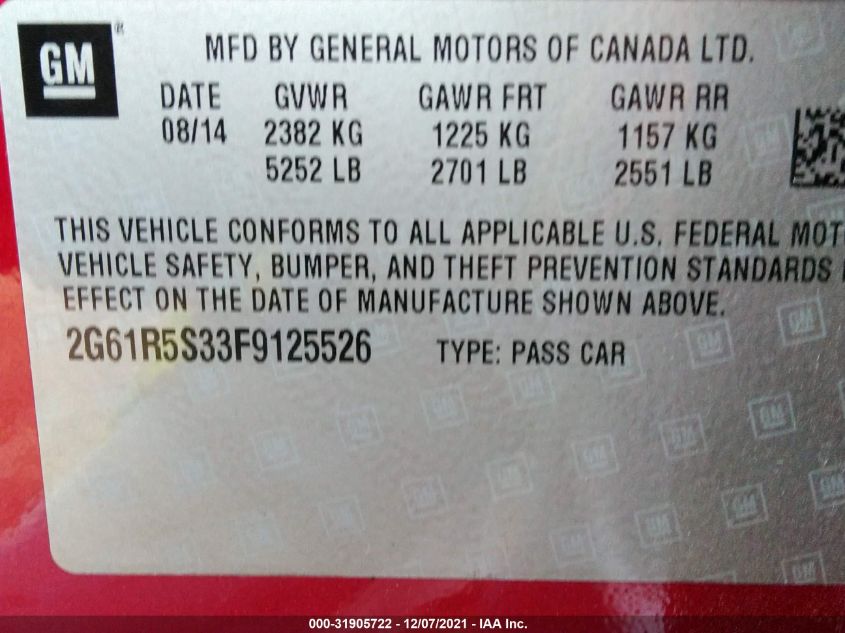 GM®
MFD BY GENERAL MOTORS OF CANADA LTD.
DATE GVWR GAWR FRT GAWR RR
08/14 2382 KG 1225 KG 1157 KG
5252 LB 2701 LB 2551 LB
THIS VEHICLE CONFORMS TO ALL APPLICABLE U.S. FEDERAL MOT
VEHICLE SAFETY, BUMPER, AND THEFT PREVENTION STANDARDS
EFFECT ON THE DATE OF MANUFACTURE SHOWN ABOVE.
2G61R5S33F9125526 TYPE: PASS CAR
000-31905722 - 12/07/2021 - IAA Inc.